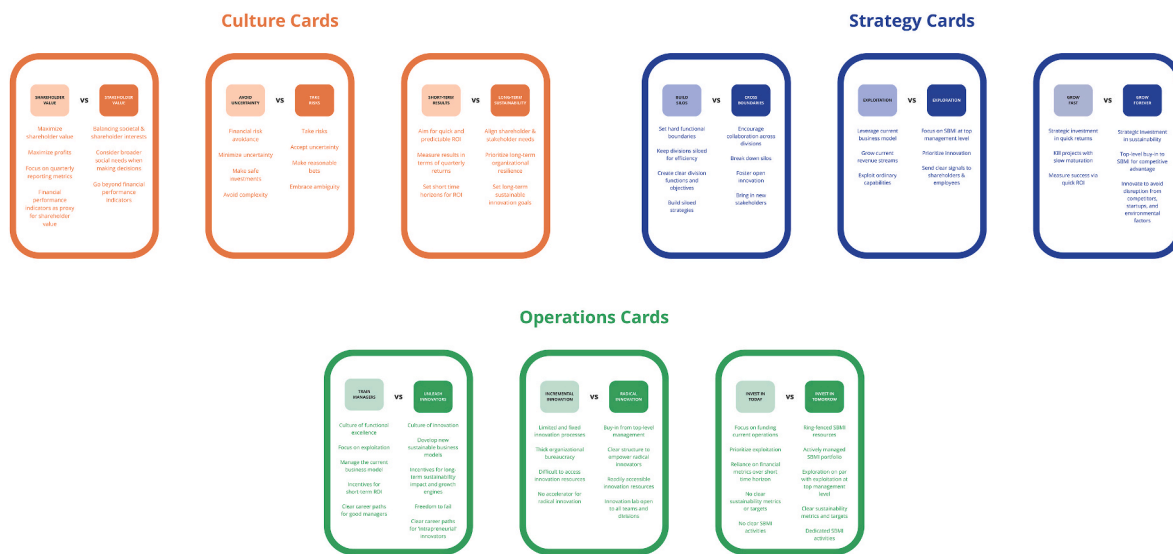 Culture Cards
SHAREHOLDER
VALUE
VS
STAKEHOLDER
VALUE
Maximize
shareholder value
Maximize profits
Focus on quarterly
reporting metrics
Financial
performance
indicators as proxy
for shareholder
value
Balancing societal &
shareholder interests
Consider broader
social needs when
making decisions
Go beyond financial
performance
indicators
AVOID
UNCERTAINTY
VS
TAKE
RISKS
Financial risk
avoidance
Minimize uncertainty
Make safe
investments
Avoid complexity
Take risks
Accept uncertainty
Make reasonable
bets
Embrace ambiguity
SHORT-TERM
RESULTS
VS
LONG-TERM
SUSTAINABILITY
Aim for quick and
predictable ROI
Measure results in
terms of quarterly
returns
Set short time
horizons for ROI
Align shareholder &
stakeholder needs
Prioritize long-term
organizational
resilience
Set long-term
sustainable
innovation goals
Strategy Cards
BUILD
SILOS
VS
CROSS
BOUNDARIES
Set hard functional
boundaries
Keep divisions siloed
for efficiency
Create clear division
functions and
objectives
Build siloed
strategies
Encourage
collaboration across
divisions
Break down silos
Foster open
innovation
Bring in new
stakeholders
EXPLOITATION
VS
EXPLORATION
Leverage current
business model
Grow current
revenue streams
Exploit ordinary
capabilities
Focus on SBMI at top
management level
Prioritize innovation
Send clear signals to
shareholders &
employees
GROW
FAST
VS
GROW
FOREVER
Strategic investment
in quick returns
Kill projects with
slow maturation
Measure success via
quick ROI
Strategic investment
in sustainability
Top-level buy-in to
SBMI for competitive
advantage
Innovate to avoid
disruption from
competitors,
startups, and
environmental
factors
Operations Cards
TRAIN
MANAGERS
VS
UNLEASH
INNOVATORS
Culture of functional
excellence
Focus on exploitation
Manage the current
business model
Incentives for
short-term ROI
Clear career paths
for good managers
Culture of innovation
Develop new
sustainable business
models
Incentives for long-
term sustainability
impact and growth
engines
Freedom to fail
Clear career paths
for 'intrapreneurial'
innovators
INCREMENTAL
INNOVATION
VS
RADICAL
INNOVATION
Limited and fixed
innovation processes
Thick organizational
bureaucracy
Difficult to access
innovation resources
No accelerator for
radical innovation
Buy-in from top-level
management
Clear structure to
empower radical
innovators
Readily accessible
innovation resources
Innovation lab open
to all teams and
divisions
INVEST IN
TODAY
VS
INVEST IN
TOMORROW
Focus on funding
current operations
Prioritize exploitation
Reliance on financial
metrics over short
time horizon
No clear
sustainability metrics
or targets
No clear SBMI
activities
Ring-fenced SBMI
resources
Actively managed
SBMI portfolio
Exploration on par
with exploitation at
top management
level
Clear sustainability
metrics and targets
Dedicated SBMI
activities